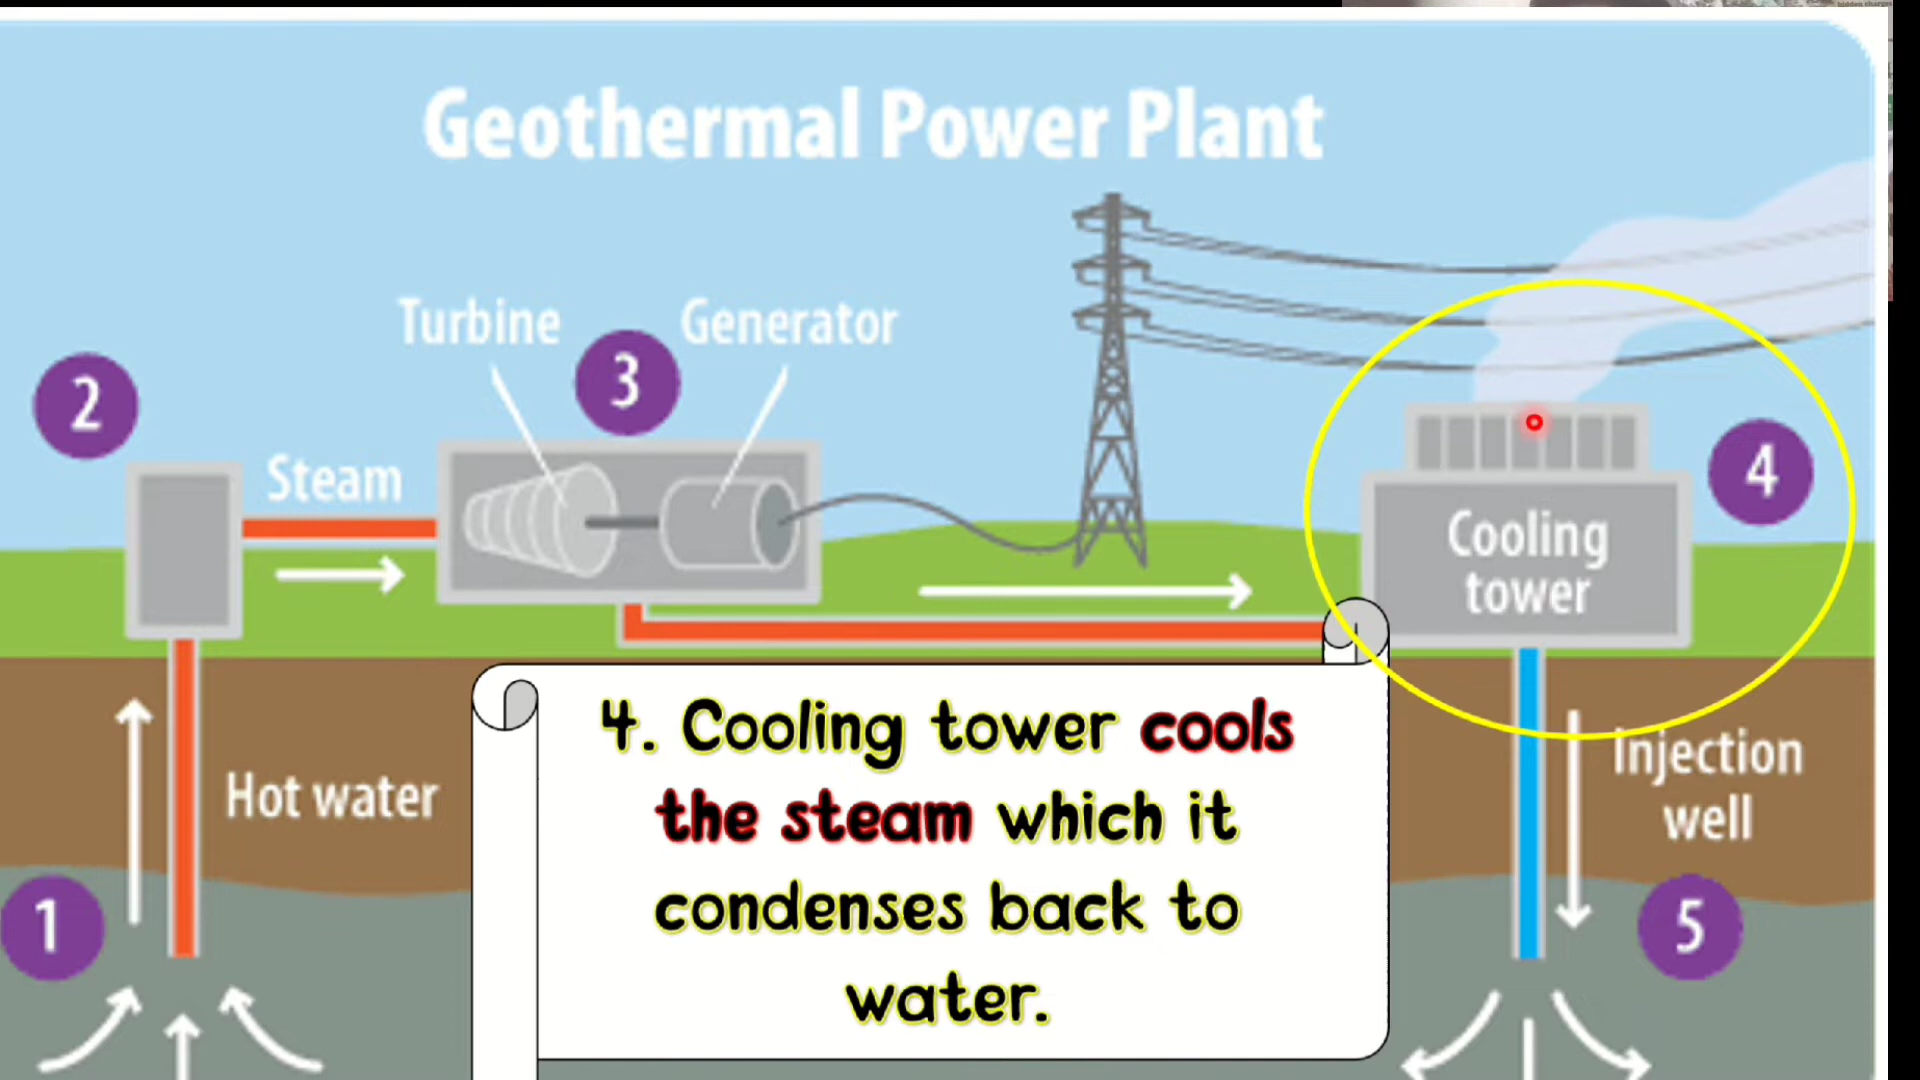 Geothermal Power Plant
Turbine
3
Generator
2
Steam
4
Cooling
tower
Hot water
4. Cooling tower cools
the steam which it
condenses back to
water.
Injection
well
1
5